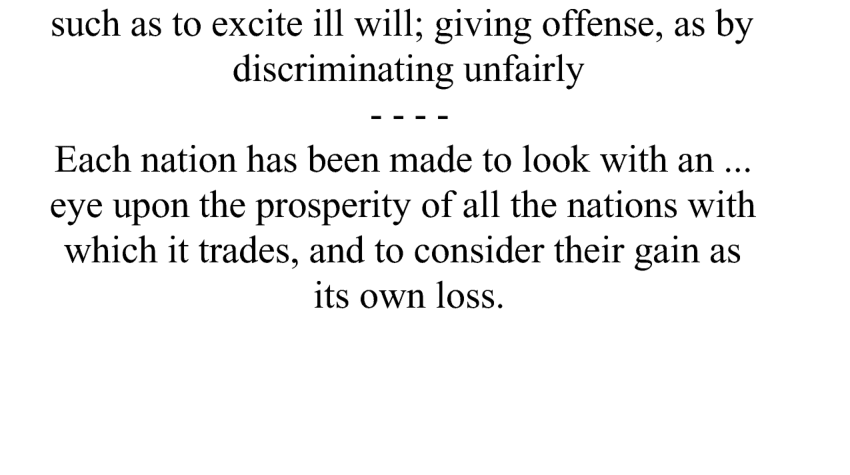 such as to excite ill will; giving offense, as by
discriminating unfairly
- - - -
Each nation has been made to look with an ...
eye upon the prosperity of all the nations with
which it trades, and to consider their gain as
its own loss.